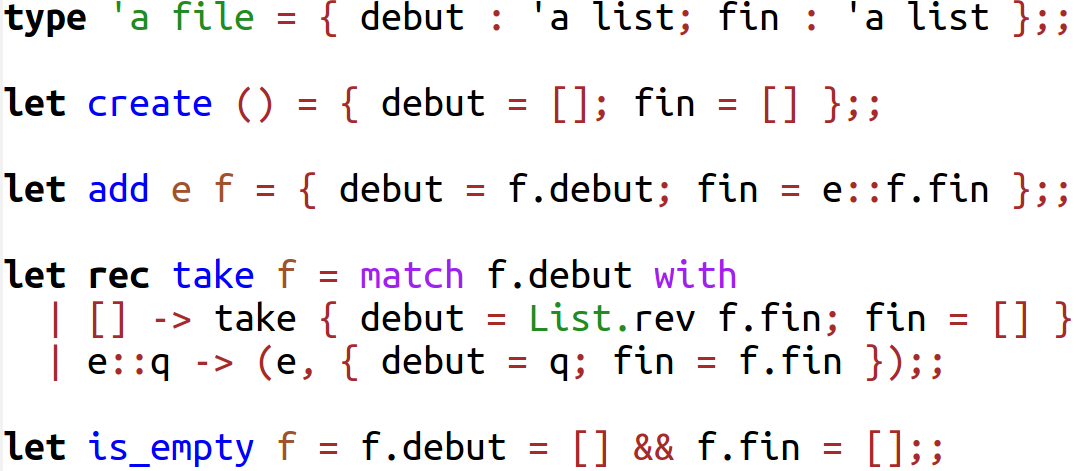 type 'a file = { debut : 'a list; fin : 'a list };;
let create () = { debut = []; fin = [] };;
let add e f = { debut = f.debut; fin = e::f.fin };;
let rec take f = match f.debut with
  | [] -> take { debut = List.rev f.fin; fin = [] }
  | e::q -> (e, { debut = q; fin = f.fin });;
let is_empty f = f.debut = [] && f.fin = [];;